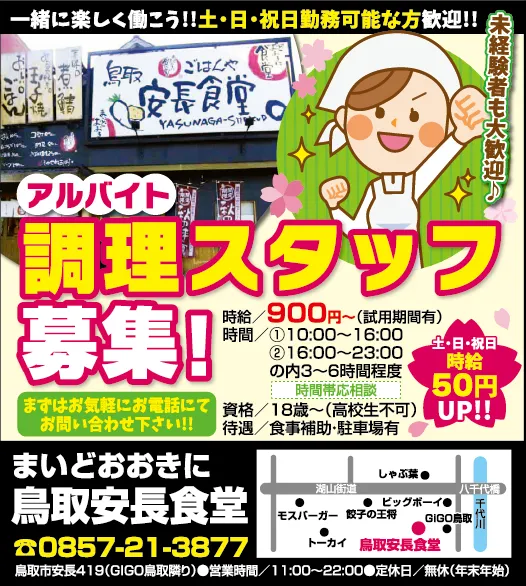 一緒に楽しく働こう!!土・日・祝日勤務可能な方歓迎!!
未経験者も大歓迎♪
鳥取
ごはんや
食堂
安長食堂
YASUNAGA-SHOKUDO
煮鯖
玉子焼
ごはん
アルバイト
調理スタッフ
募集!
時給/900円~(試用期間有)
時間/①10:00~16:00
②16:00~23:00
の内3~6時間程度
時間帯応相談
資格/18歳~(高校生不可)
待遇/食事補助・駐車場有
土・日・祝日
時給
50円
UP!!
まずはお気軽にお電話にて
お問い合わせ下さい!!
まいどおおきに
鳥取安長食堂
☎0857-21-3877
鳥取市安長419(GIGO鳥取隣り)●営業時間/11:00~22:00●定休日/無休(年末年始)
しゃぶ葉
湖山街道
八千代橋
モスバーガー
餃子の王将
ビッグボーイ
GiGO鳥取
千代川
トーカイ
鳥取安長食堂